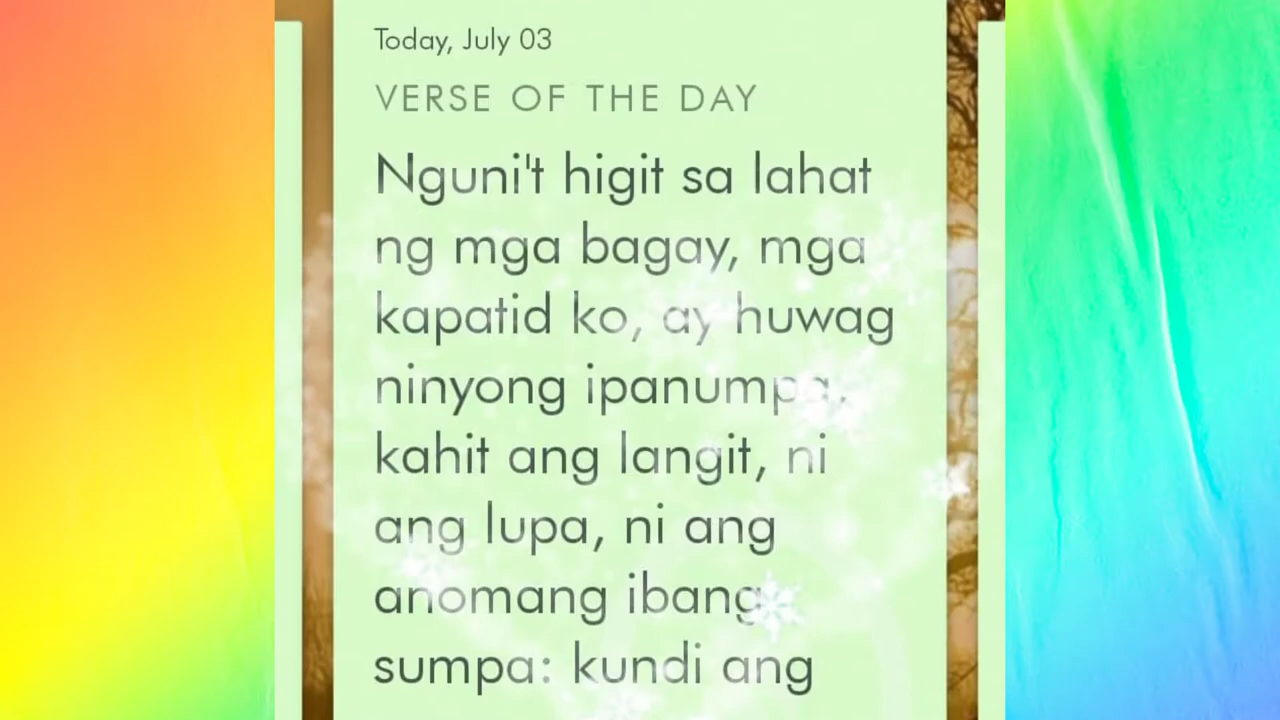 Today, July 03
VERSE OF THE DAY
Nguni't higit sa lahat
ng mga bagay, mga
kapatid ko, ay huwag
ninyong ipanumpa,
kahit ang langit, ni
ang lupa, ni ang
anomang ibang
sumpa: kundi ang